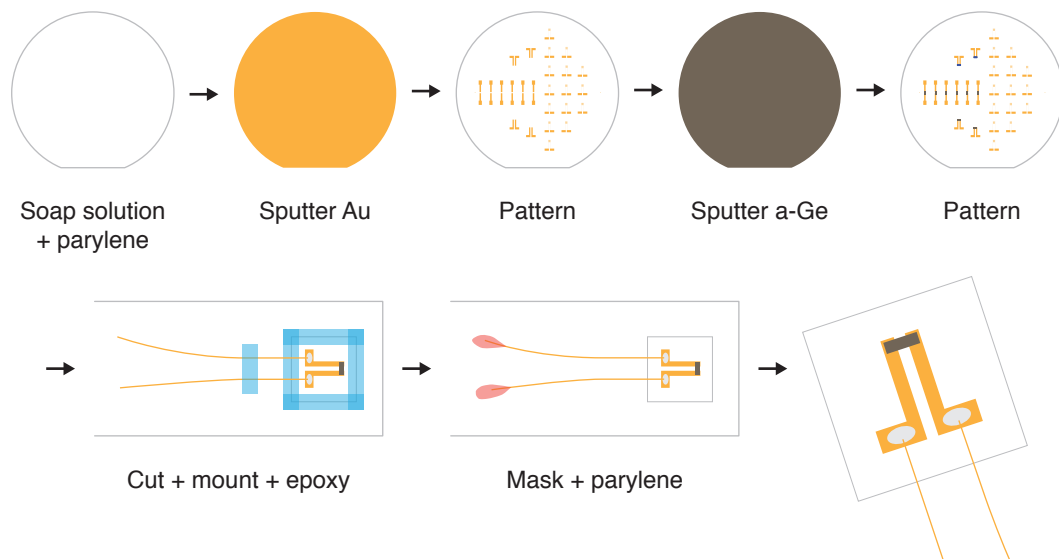 Soap solution
+ parylene
Sputter Au
Pattern
Sputter a-Ge
Pattern
Cut + mount + epoxy
Mask + parylene